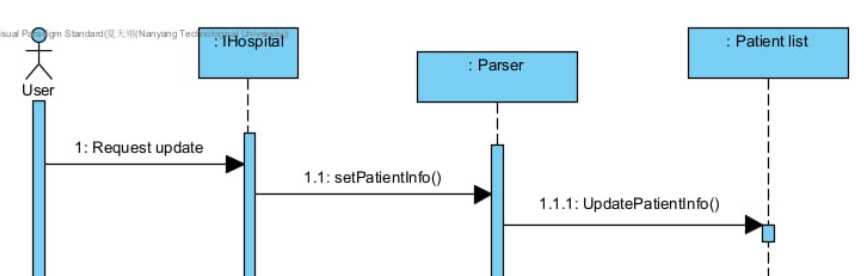 isual Paradigm Standard(夏天翊(Nanyang Technological University))
: IHospital
: Patient list
: Parser
User
1: Request update
1.1: setPatientInfo()
1.1.1: UpdatePatientInfo()